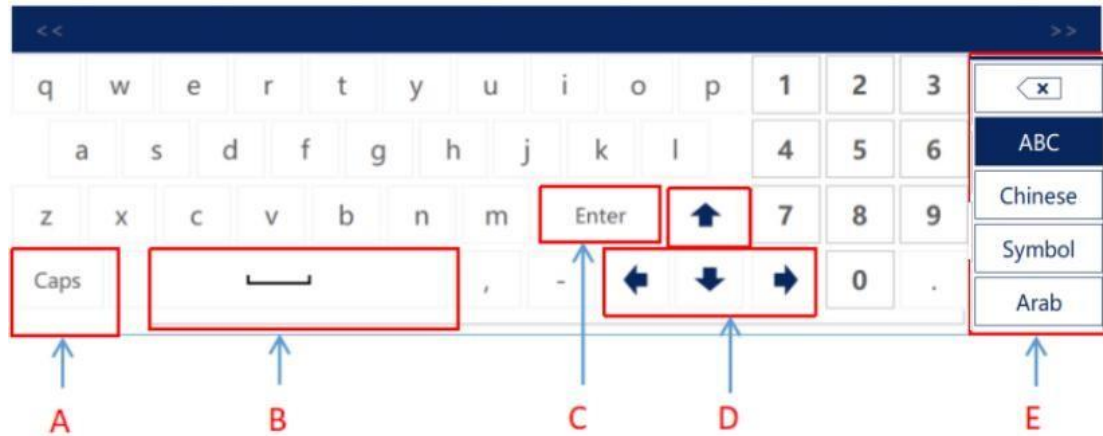 << >>
q w e r t y u i o p 1 2 3
ABC
a s d f g h j k l 4 5 6
Chinese
z x c v b n m Enter 7 8 9
Symbol
Caps , - 0 .
Arab
A B C D E